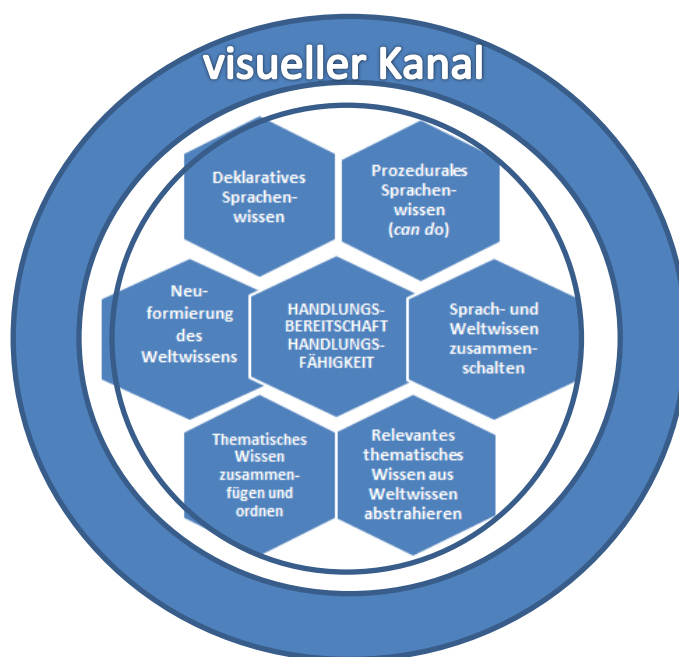 visueller Kanal
Deklaratives
Sprachen-
wissen
Prozedurales
Sprachen-
wissen
(can do)
Neu-
formierung
des
Weltwissens
HANDLUNGS-
BEREITSCHAFT
HANDLUNGS-
FÄHIGKEIT
Sprach- und
Weltwissen
zusammen-
schalten
Thematisches
Wissen
zusammen-
fügen und
ordnen
Relevantes
thematisches
Wissen aus
Weltwissen
abstrahieren